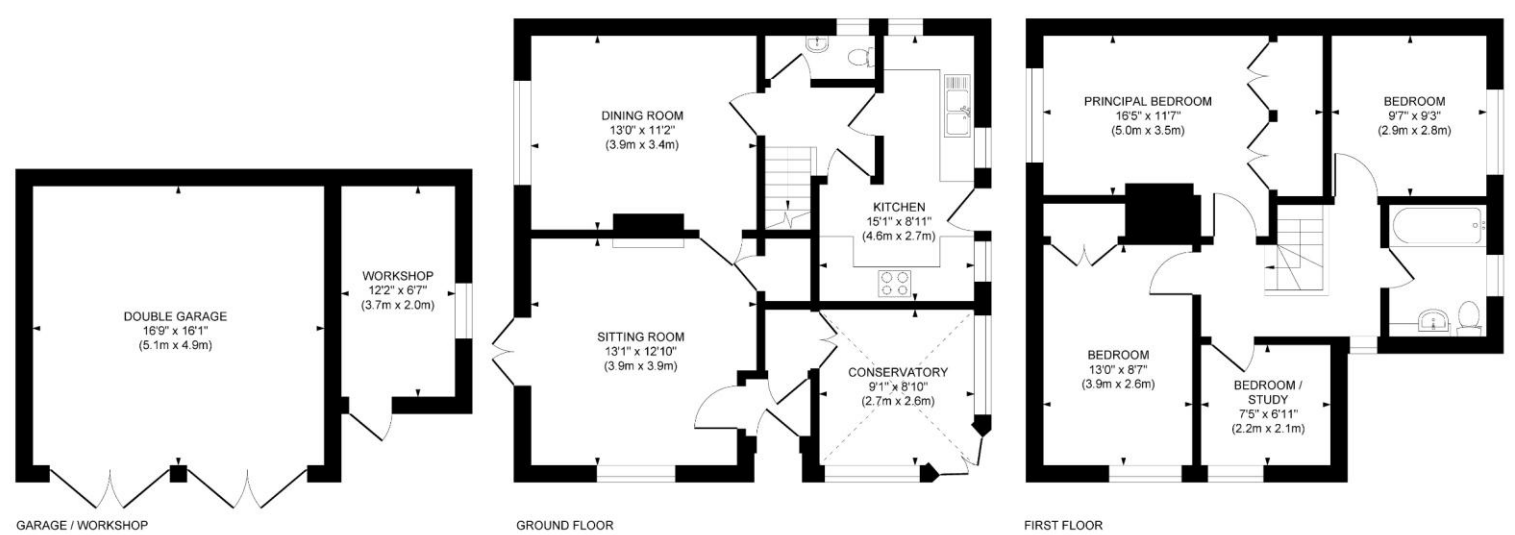 DOUBLE GARAGE
16'9" x 16'1"
(5.1m x 4.9m)
WORKSHOP
12'2" x 6'7"
(3.7m x 2.0m)
GARAGE / WORKSHOP
DINING ROOM
13'0" x 11'2"
(3.9m x 3.4m)
KITCHEN
15'1" x 8'11"
(4.6m x 2.7m)
SITTING ROOM
13'1" x 12'10"
(3.9m x 3.9m)
CONSERVATORY
9'1" x 8'10"
(2.7m x 2.6m)
GROUND FLOOR
PRINCIPAL BEDROOM
16'5" x 11'7"
(5.0m x 3.5m)
BEDROOM
9'7" x 9'3"
(2.9m x 2.8m)
BEDROOM
13'0" x 8'7"
(3.9m x 2.6m)
BEDROOM /
STUDY
7'5" x 6'11"
(2.2m x 2.1m)
FIRST FLOOR